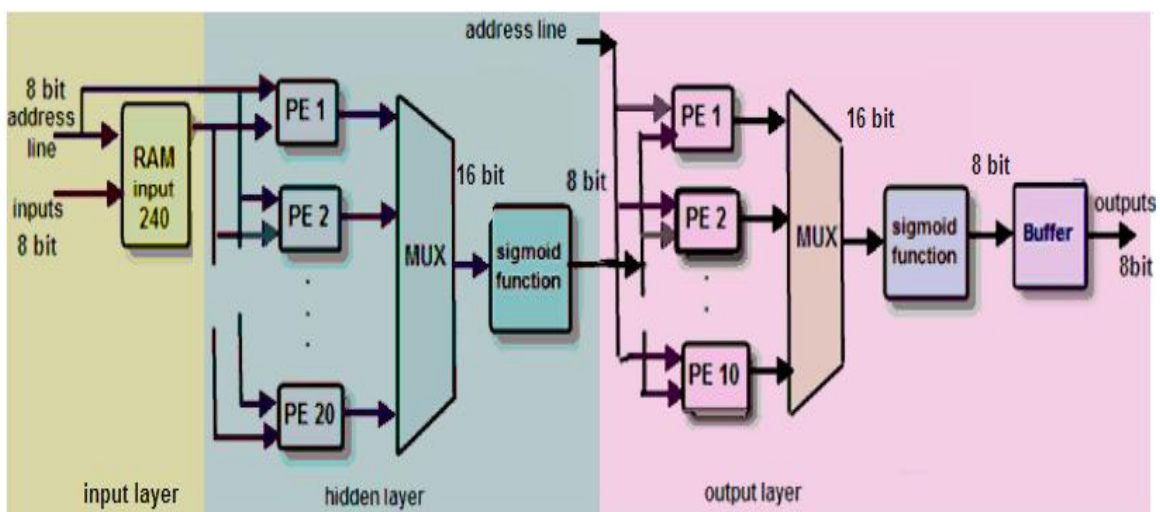 8 bit
address
line
inputs
8 bit
RAM
input
240
input layer
PE 1
PE 2
PE 20
MUX
16 bit
sigmoid
function
hidden layer
address line
8 bit
PE 1
PE 2
PE 10
MUX
16 bit
sigmoid
function
8 bit
Buffer
outputs
8bit
output layer